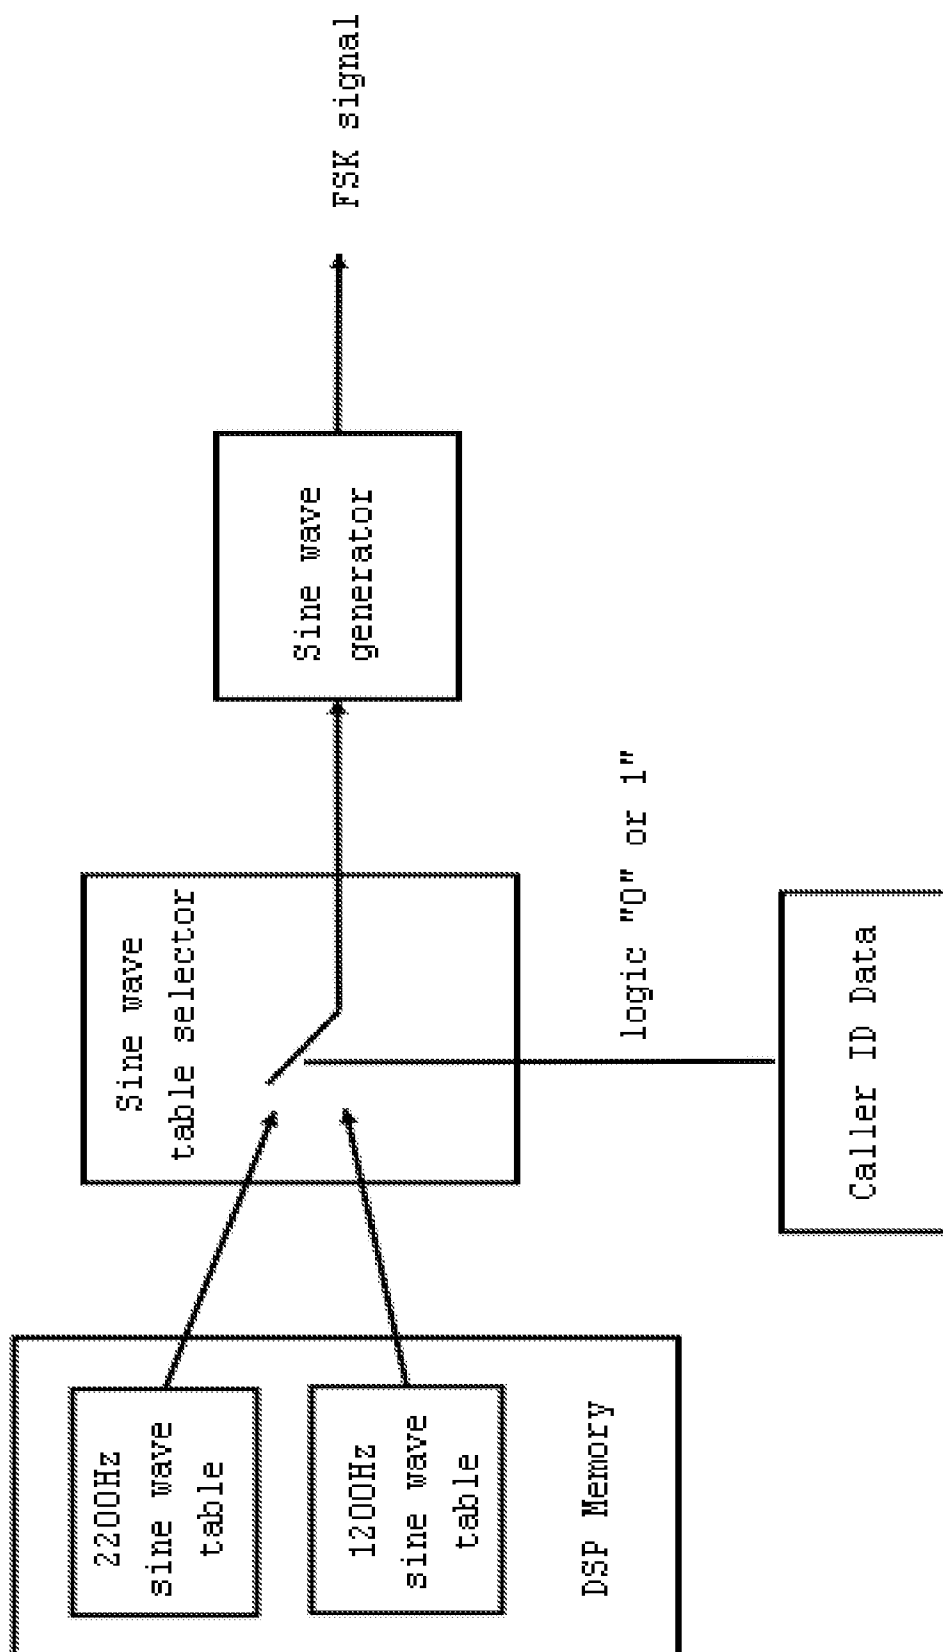 2200Hz
sine wave
table
1200Hz
sine wave
table
DSP Memory
Sine wave
table selector
logic "0" or 1"
Caller ID Data
Sine wave
generator
FSK signal